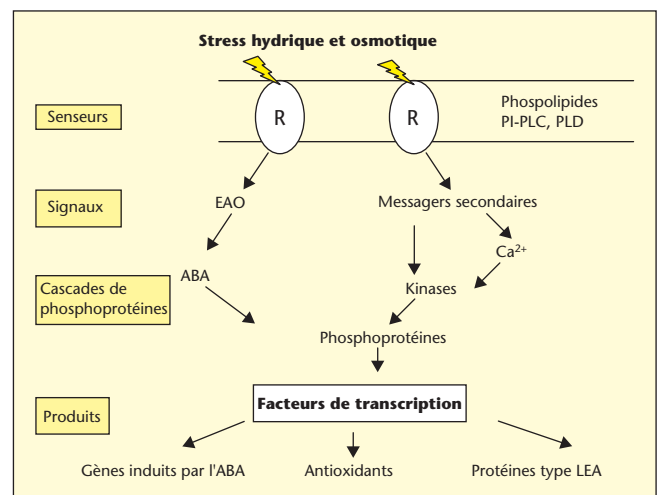 Stress hydrique et osmotique
Senseurs
R
R
Phospolipides
PI-PLC, PLD
Signaux
EAO
Messagers secondaires
Ca²⁺
Cascades de
phosphoprotéines
ABA
Kinases
Phosphoprotéines
Produits
Facteurs de transcription
Gènes induits par l'ABA
Antioxidants
Protéines type LEA